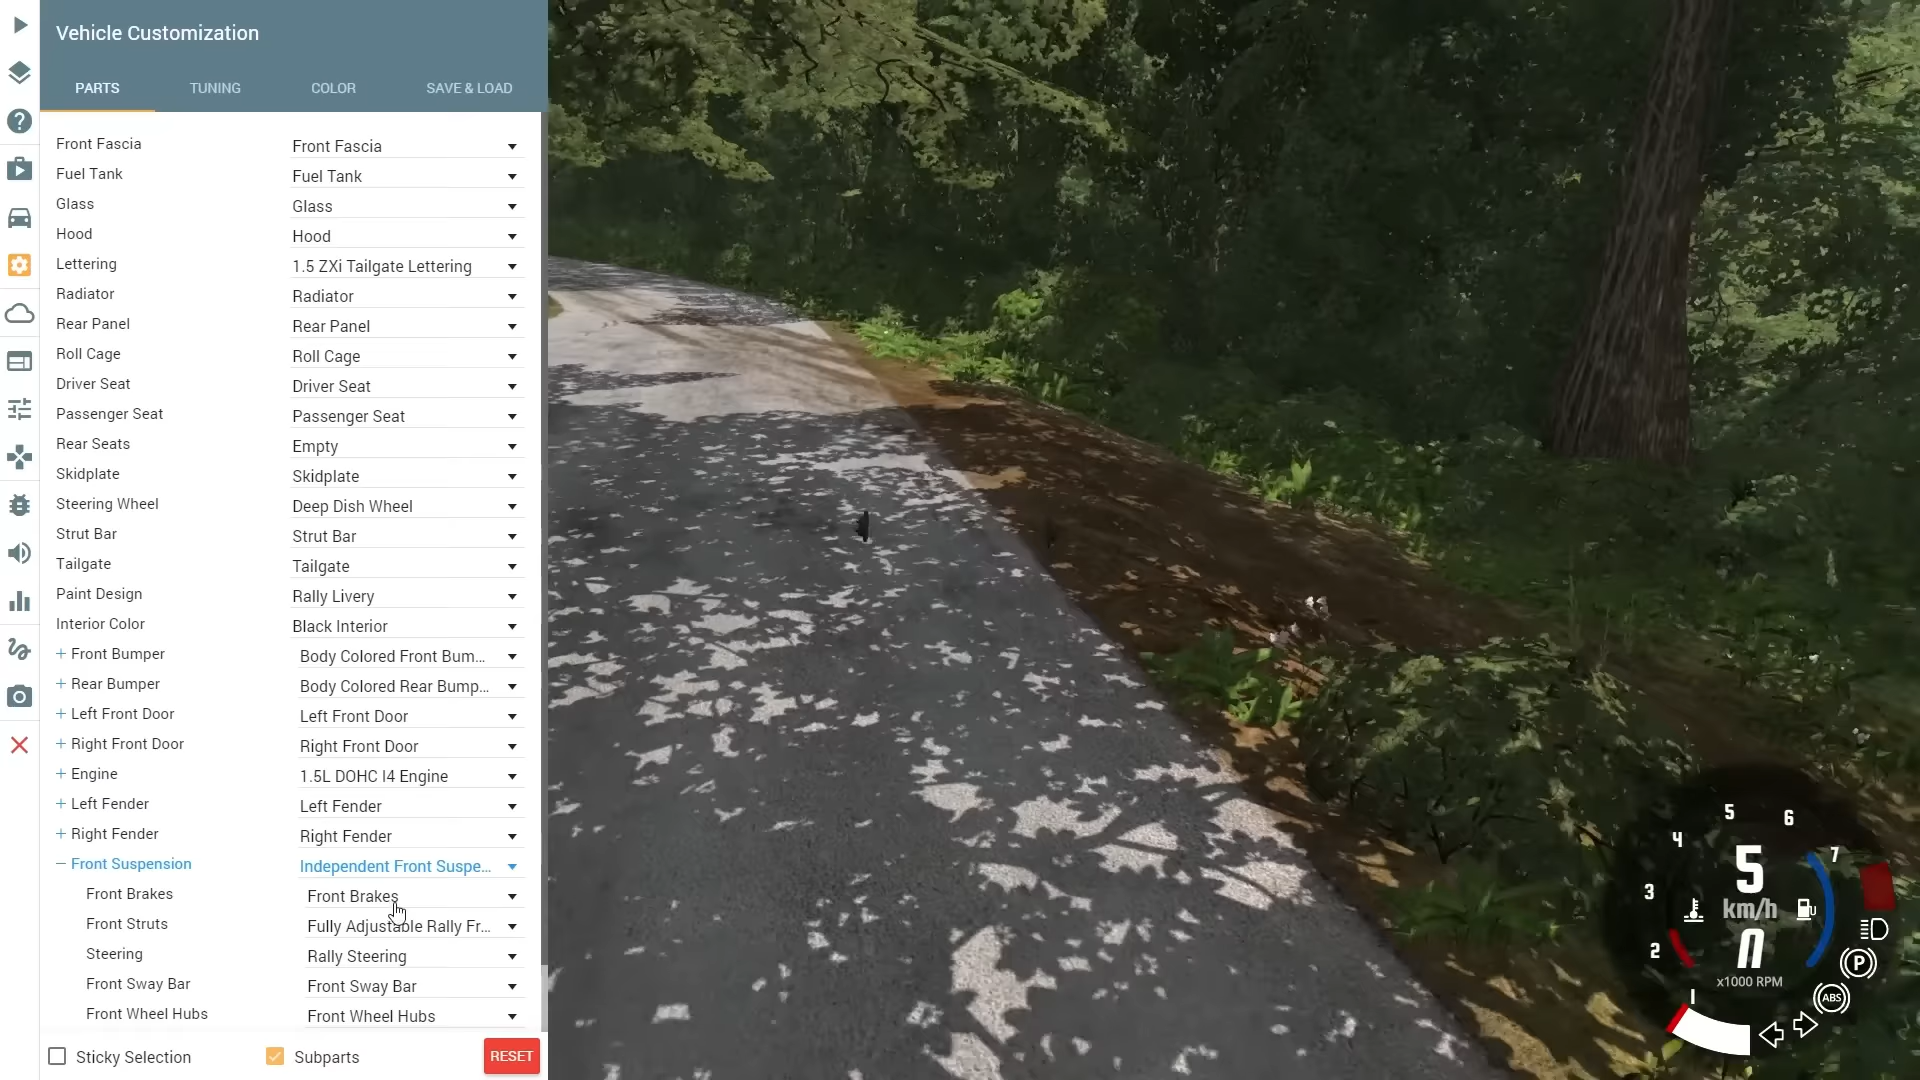 Vehicle Customization
PARTS TUNING COLOR SAVE & LOAD
Front Fascia Front Fascia
Fuel Tank Fuel Tank
Glass Glass
Hood Hood
Lettering 1.5 ZXi Tailgate Lettering
Radiator Radiator
Rear Panel Rear Panel
Roll Cage Roll Cage
Driver Seat Driver Seat
Passenger Seat Passenger Seat
Rear Seats Empty
Skidplate Skidplate
Steering Wheel Deep Dish Wheel
Strut Bar Strut Bar
Tailgate Tailgate
Paint Design Rally Livery
Interior Color Black Interior
+ Front Bumper Body Colored Front Bum...
+ Rear Bumper Body Colored Rear Bump...
+ Left Front Door Left Front Door
+ Right Front Door Right Front Door
+ Engine 1.5L DOHC I4 Engine
+ Left Fender Left Fender
+ Right Fender Right Fender
− Front Suspension Independent Front Suspe...
Front Brakes Front Brakes
Front Struts Fully Adjustable Rally Fr...
Steering Rally Steering
Front Sway Bar Front Sway Bar
Front Wheel Hubs Front Wheel Hubs
Sticky Selection Subparts RESET
1 2 3 4 5 6 7
5
km/h
n
x1000 RPM
P
ABS